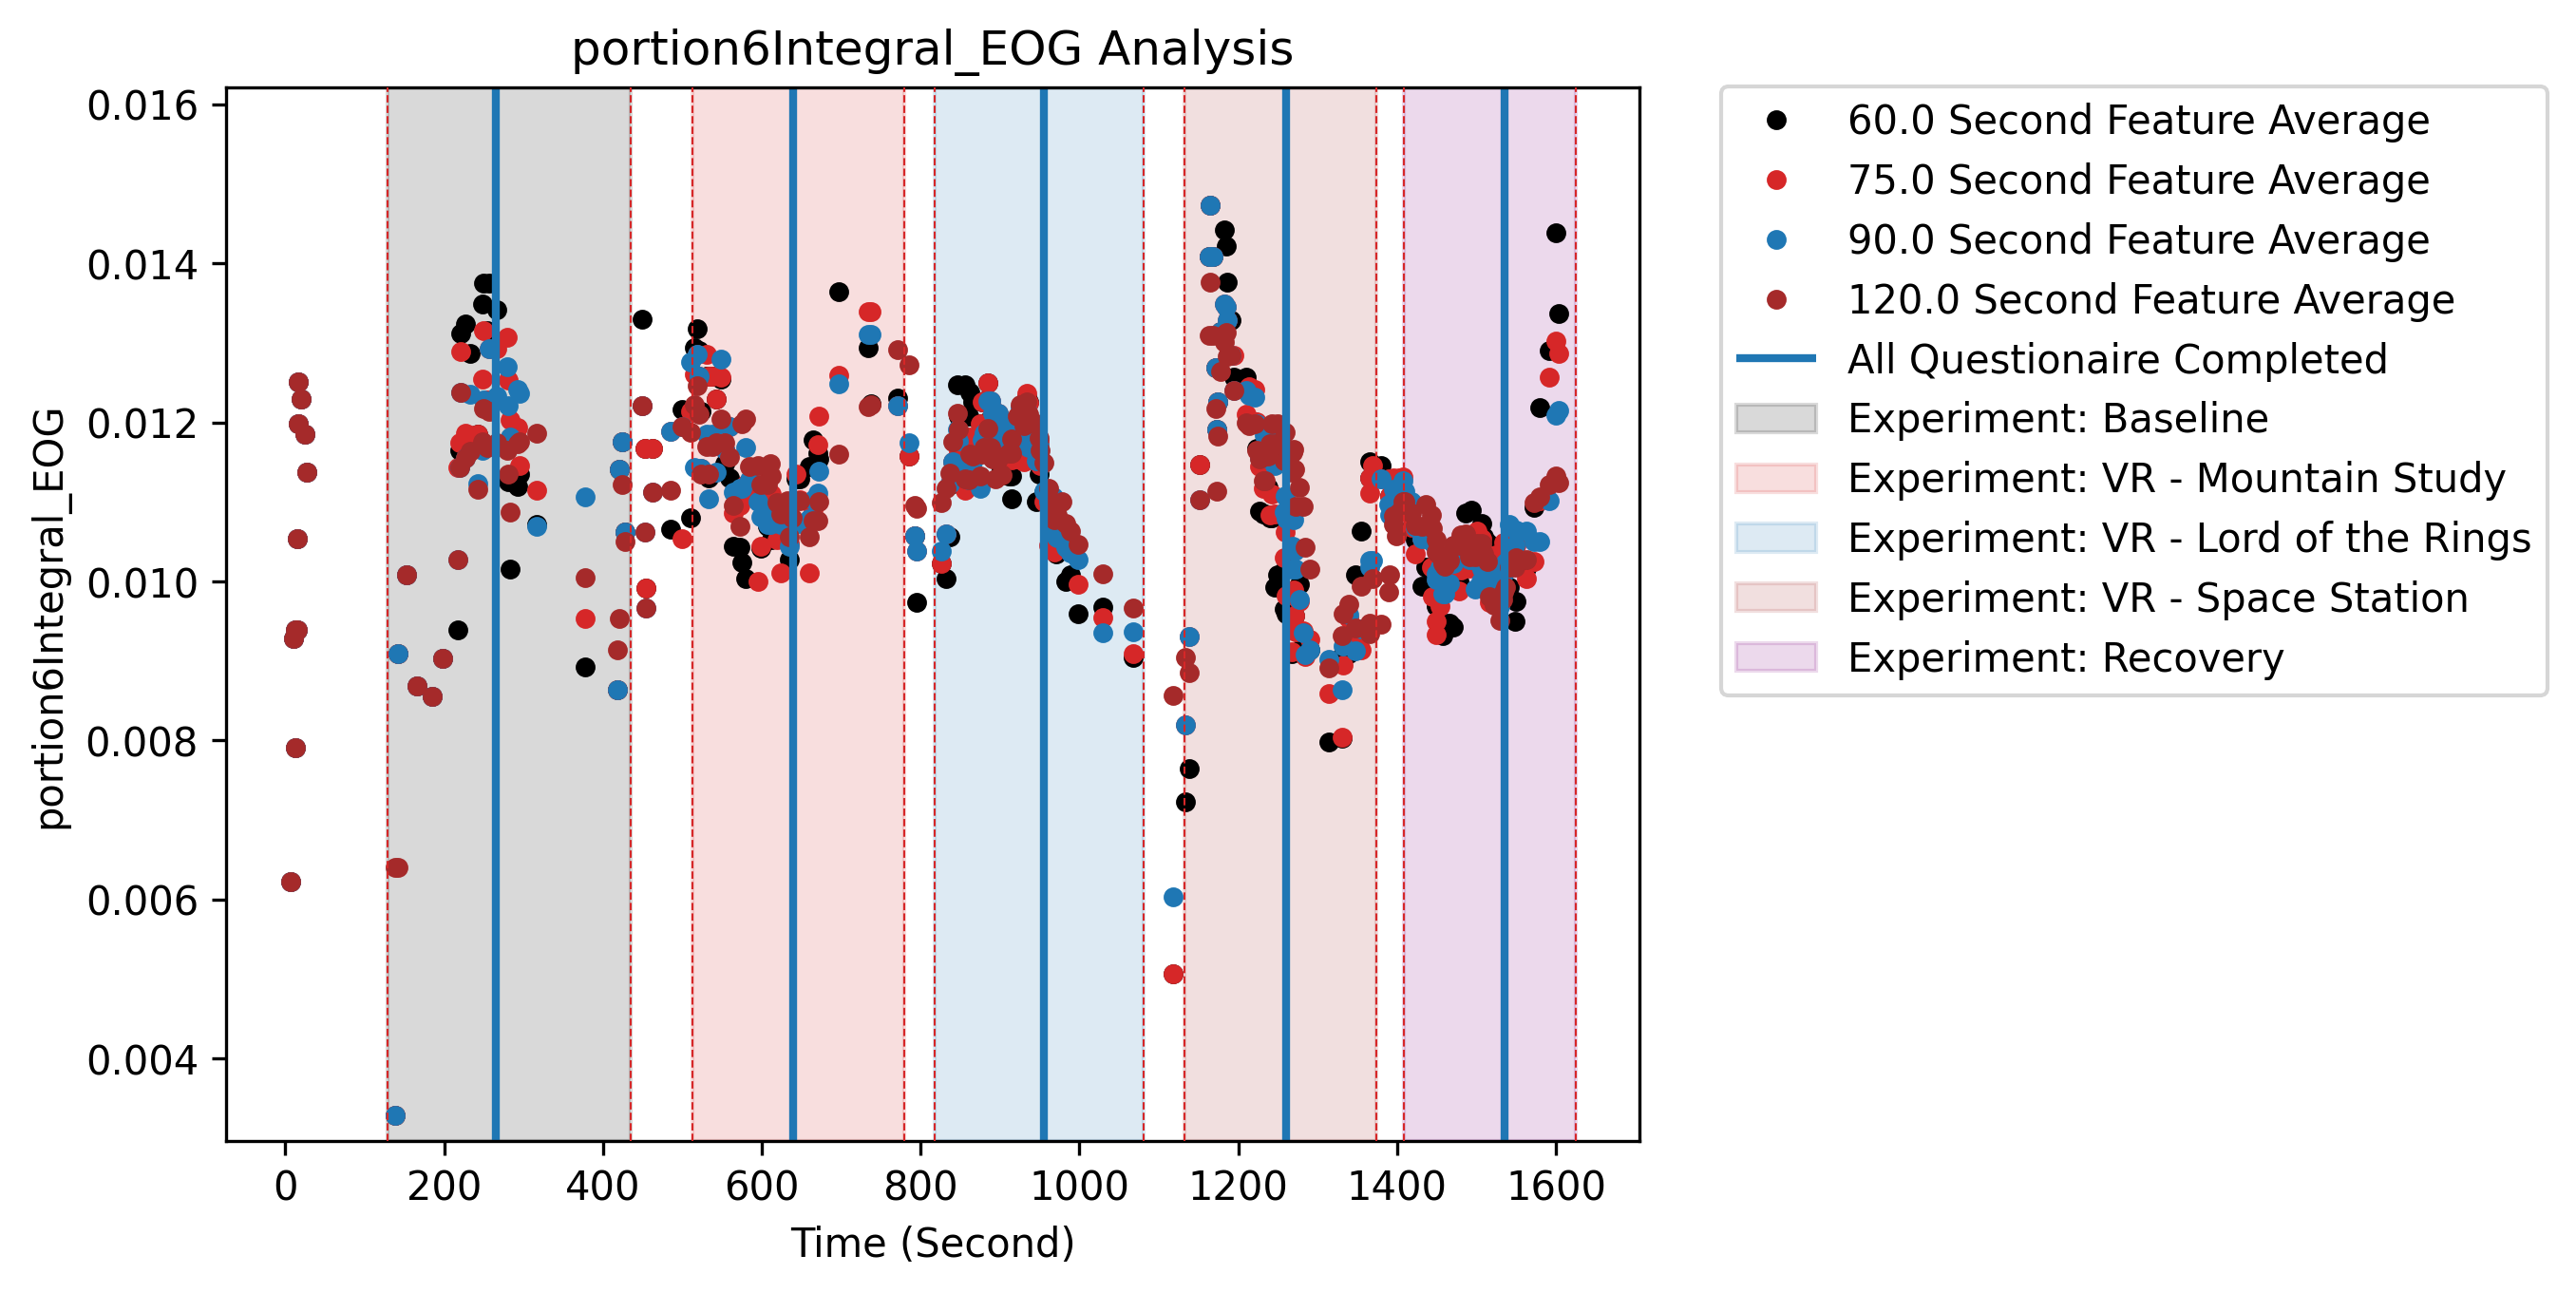 portion6Integral_EOG Analysis
0.016
0.014
0.012
0.010
0.008
0.006
0.004
portion6Integral_EOG
0 200 400 600 800 1000 1200 1400 1600
Time (Second)
60.0 Second Feature Average
75.0 Second Feature Average
90.0 Second Feature Average
120.0 Second Feature Average
All Questionaire Completed
Experiment: Baseline
Experiment: VR - Mountain Study
Experiment: VR - Lord of the Rings
Experiment: VR - Space Station
Experiment: Recovery